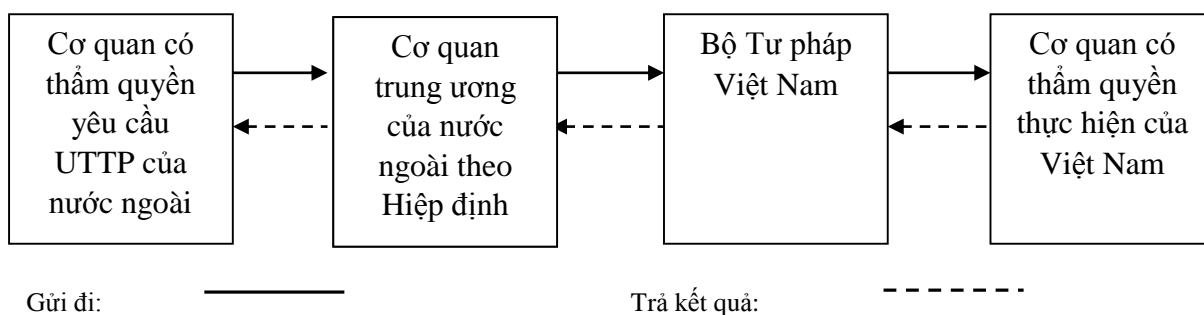 Cơ quan có
thẩm quyền
yêu cầu
UTTP của
nước ngoài
Cơ quan
trung ương
của nước
ngoài theo
Hiệp định
Bộ Tư pháp
Việt Nam
Cơ quan có
thẩm quyền
thực hiện của
Việt Nam
Gửi đi:
Trả kết quả: